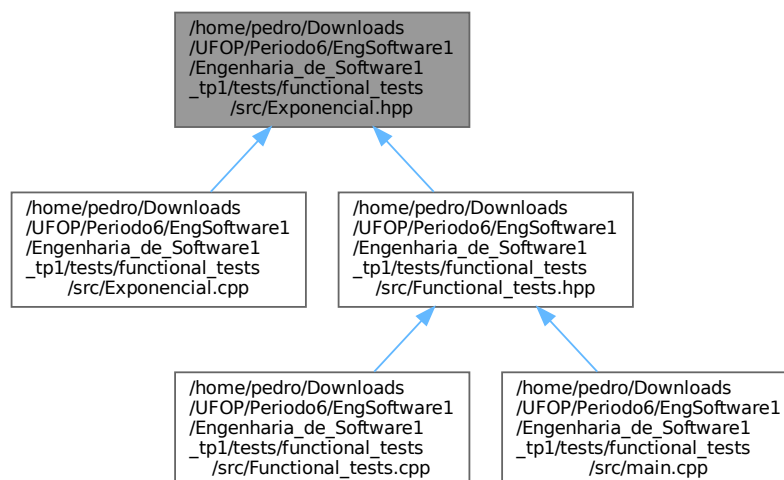 /home/pedro/Downloads
/UFOP/Periodo6/EngSoftware1
/Engenharia_de_Software1
_tp1/tests/functional_tests
/src/Exponencial.hpp
/home/pedro/Downloads
/UFOP/Periodo6/EngSoftware1
/Engenharia_de_Software1
_tp1/tests/functional_tests
/src/Exponencial.cpp
/home/pedro/Downloads
/UFOP/Periodo6/EngSoftware1
/Engenharia_de_Software1
_tp1/tests/functional_tests
/src/Functional_tests.hpp
/home/pedro/Downloads
/UFOP/Periodo6/EngSoftware1
/Engenharia_de_Software1
_tp1/tests/functional_tests
/src/Functional_tests.cpp
/home/pedro/Downloads
/UFOP/Periodo6/EngSoftware1
/Engenharia_de_Software1
_tp1/tests/functional_tests
/src/main.cpp